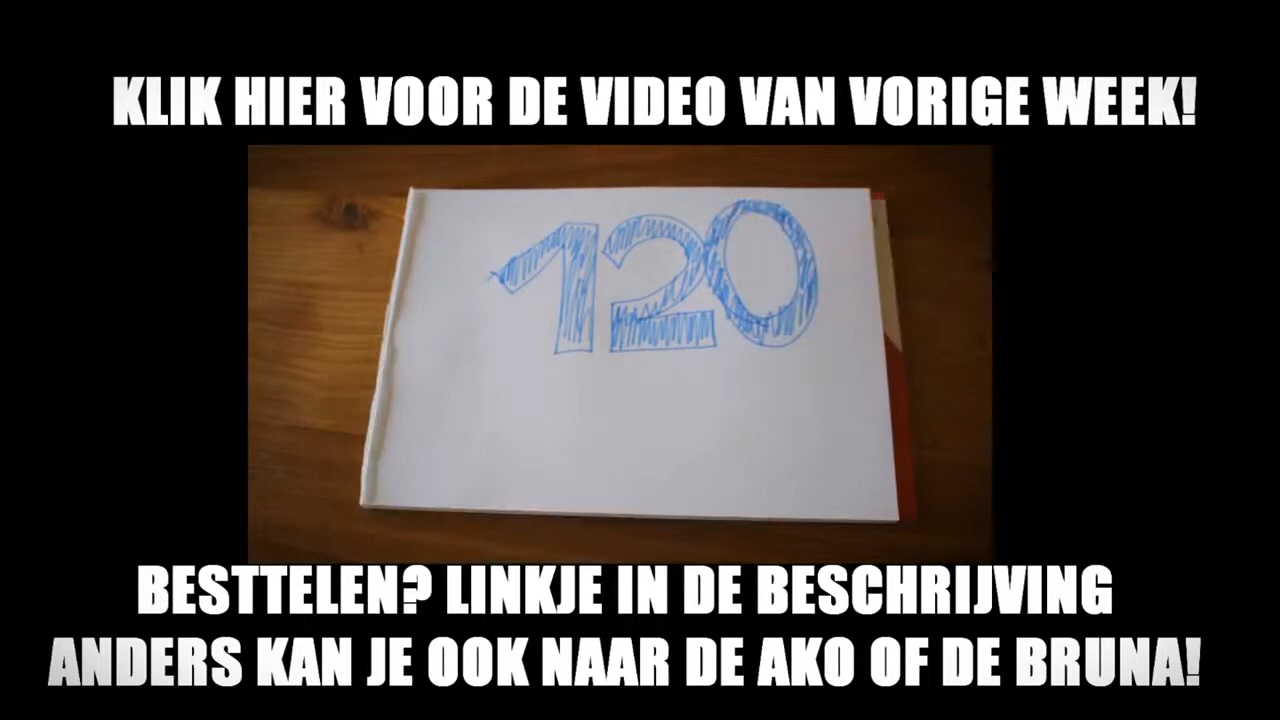 KLIK HIER VOOR DE VIDEO VAN VORIGE WEEK!
120
BESTTELEN? LINKJE IN DE BESCHRIJVING
ANDERS KAN JE OOK NAAR DE AKO OF DE BRUNA!